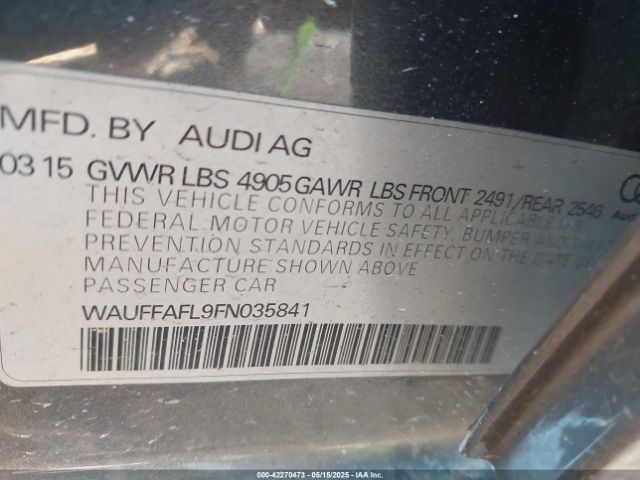 MFD. BY AUDI AG
03 15 GVWR LBS 4905 GAWR LBS FRONT 2491/REAR 2546
THIS VEHICLE CONFORMS TO ALL APPLICABLE U.S.
FEDERAL MOTOR VEHICLE SAFETY, BUMPER AND THEFT
PREVENTION STANDARDS IN EFFECT ON THE DATE OF
MANUFACTURE SHOWN ABOVE
PASSENGER CAR
WAUFFAFL9FN035841
000-42270473 - 05/15/2025 - IAAI.COM